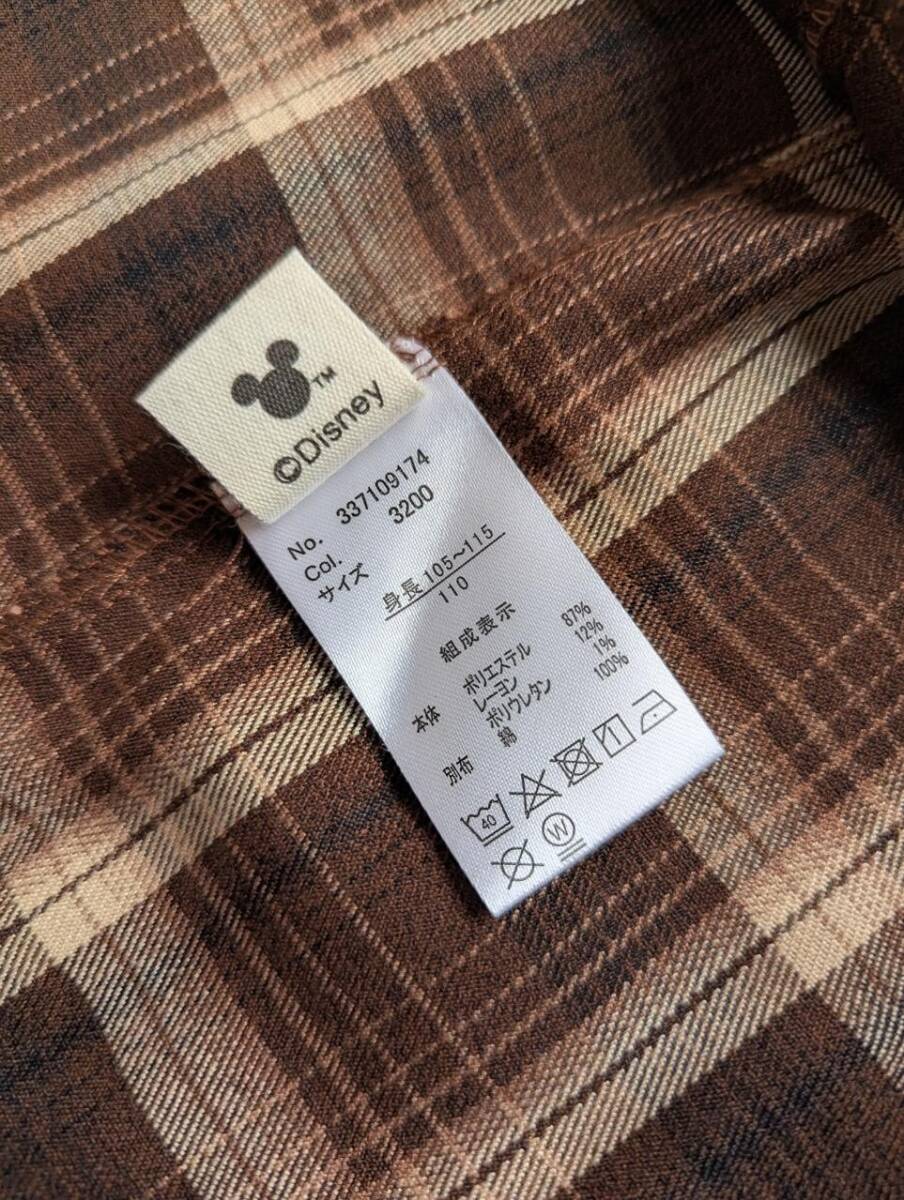 TM
©Disney
No. 337109174
Col. 3200
サイズ
身長105～115
110
組成表示
本体 ポリエステル 87%
レーヨン 12%
ポリウレタン 1%
別布 綿 100%
40
W